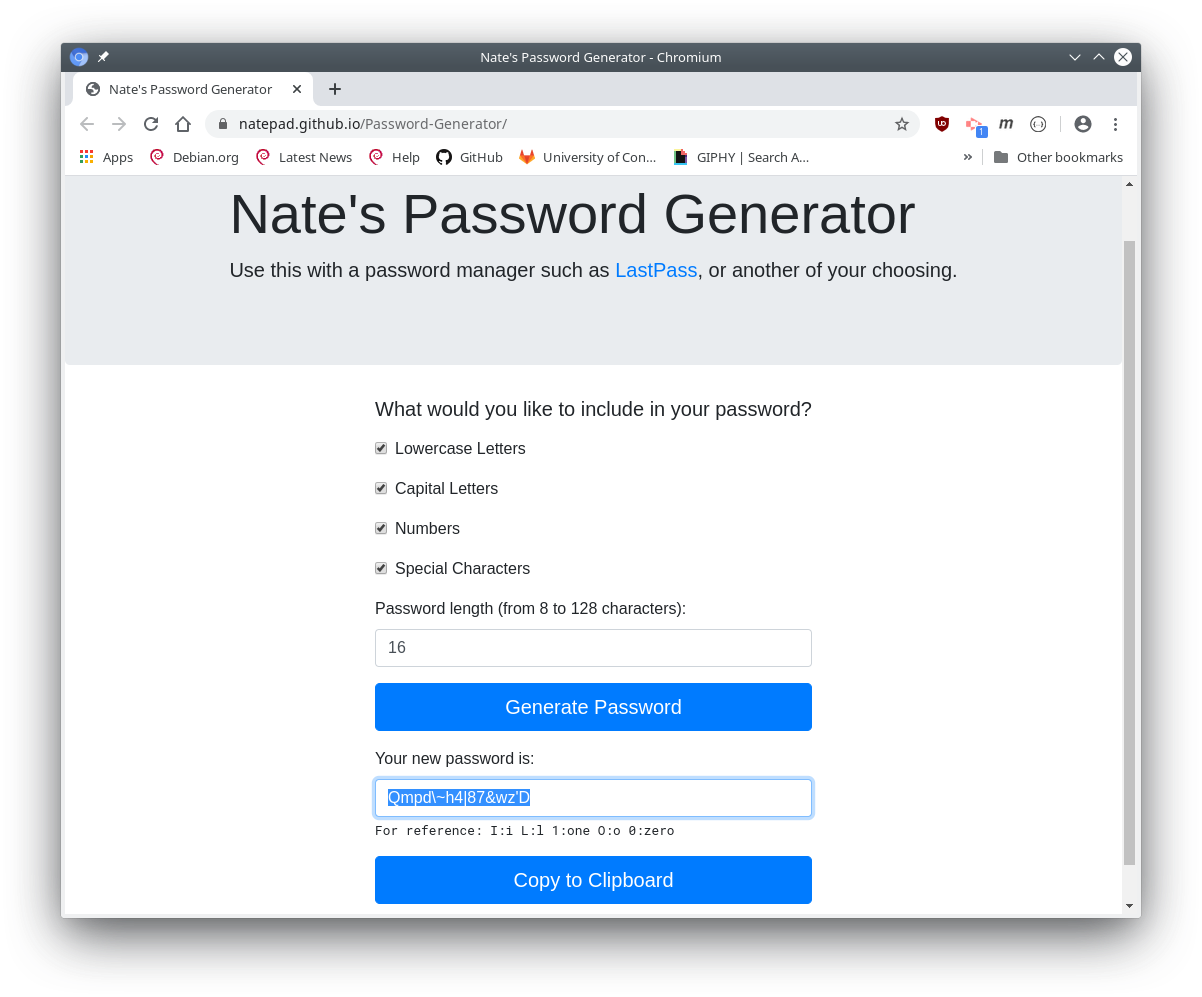 Nate's Password Generator - Chromium
Nate's Password Generator
natepad.github.io/Password-Generator/
1
m
Apps Debian.org Latest News Help GitHub University of Con... GIPHY | Search A... » Other bookmarks
Nate's Password Generator
Use this with a password manager such as LastPass, or another of your choosing.
What would you like to include in your password?
Lowercase Letters
Capital Letters
Numbers
Special Characters
Password length (from 8 to 128 characters):
16
Generate Password
Your new password is:
Qmpd\~h4|87&wz'D
For reference: I:i L:l 1:one O:o 0:zero
Copy to Clipboard